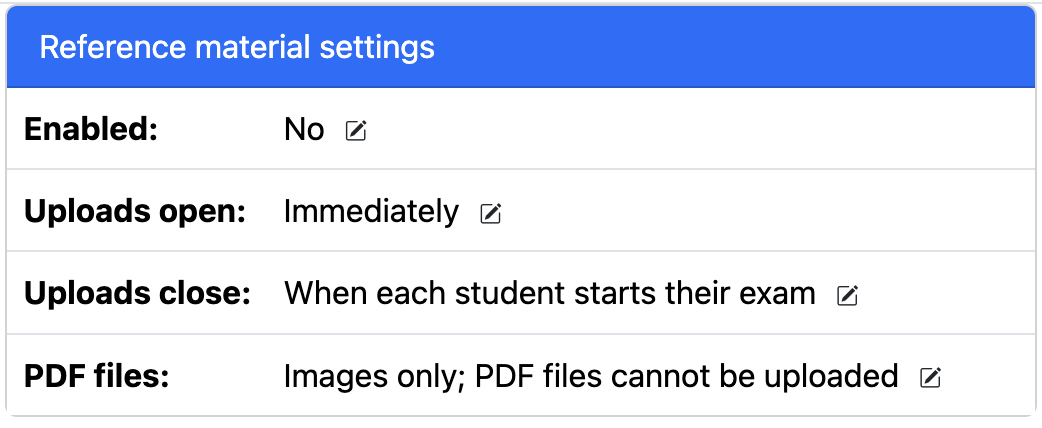 Reference material settings
Enabled: No
Uploads open: Immediately
Uploads close: When each student starts their exam
PDF files: Images only; PDF files cannot be uploaded